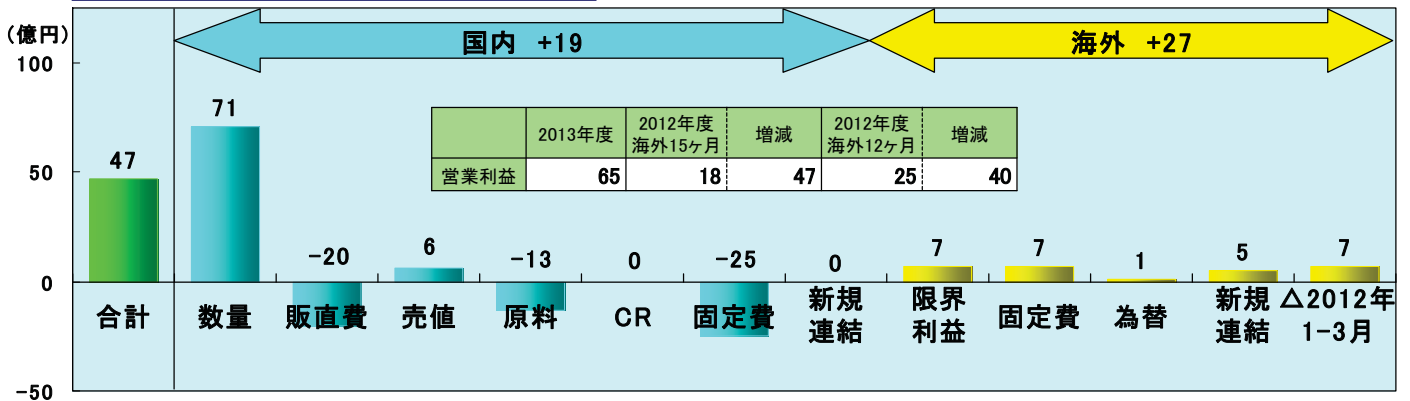 (億円)
国内 +19
海外 +27
100
50
0
-50
2013年度
2012年度
海外15ヶ月
増減
2012年度
海外12ヶ月
増減
営業利益
65
18
47
25
40
47
71
-20
6
-13
0
-25
0
7
7
1
5
7
合計
数量
販直費
売値
原料
CR
固定費
新規
連結
限界
利益
固定費
為替
新規
連結
△2012年
1-3月